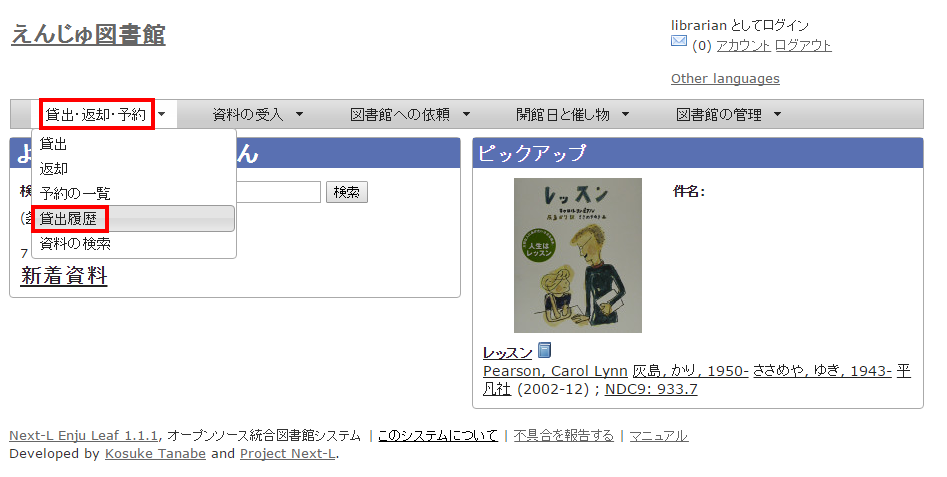 えんじゅ図書館
librarian としてログイン
(0) アカウント ログアウト
Other languages
貸出・返却・予約
資料の受入
図書館への依頼
開館日と催し物
図書館の管理
貸出
返却
予約の一覧
貸出履歴
資料の検索
よ
ん
検索
7
新着資料
ピックアップ
件名:
レッスン
人生は
レッスン
レッスン
Pearson, Carol Lynn 灰島, かり, 1950- ささめや, ゆき, 1943- 平
凡社 (2002-12) ; NDC9: 933.7
Next-L Enju Leaf 1.1.1, オープンソース統合図書館システム | このシステムについて | 不具合を報告する | マニュアル
Developed by Kosuke Tanabe and Project Next-L.